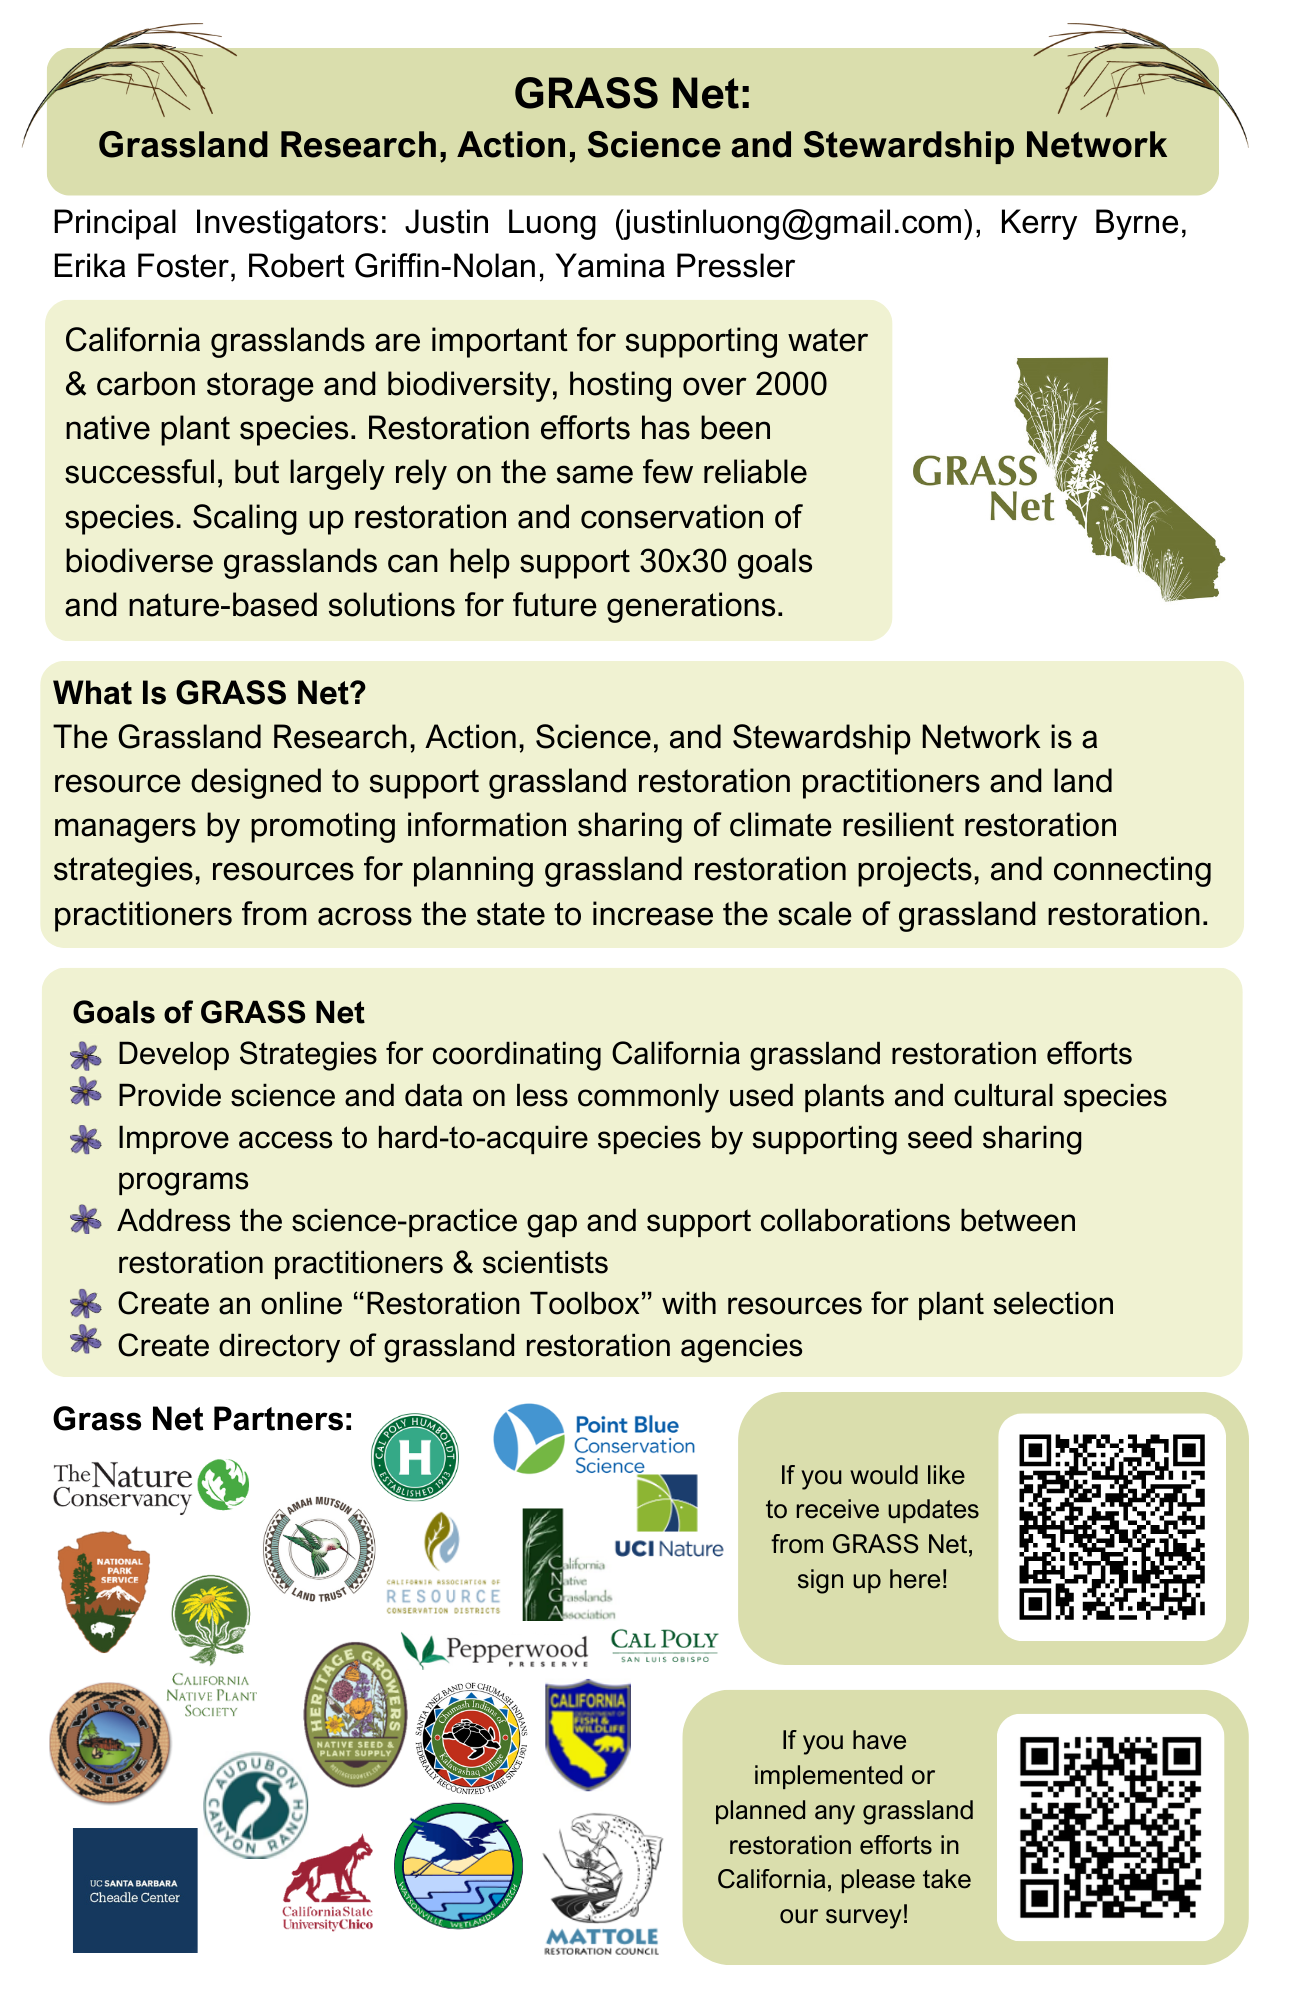 GRASS Net:
Grassland Research, Action, Science and Stewardship Network
Principal Investigators: Justin Luong (justinluong@gmail.com), Kerry Byrne,
Erika Foster, Robert Griffin-Nolan, Yamina Pressler
California grasslands are important for supporting water
& carbon storage and biodiversity, hosting over 2000
native plant species. Restoration efforts has been
successful, but largely rely on the same few reliable
species. Scaling up restoration and conservation of
biodiverse grasslands can help support 30x30 goals
and nature-based solutions for future generations.
GRASS
Net
What Is GRASS Net?
The Grassland Research, Action, Science, and Stewardship Network is a
resource designed to support grassland restoration practitioners and land
managers by promoting information sharing of climate resilient restoration
strategies, resources for planning grassland restoration projects, and connecting
practitioners from across the state to increase the scale of grassland restoration.
Goals of GRASS Net
Develop Strategies for coordinating California grassland restoration efforts
Provide science and data on less commonly used plants and cultural species
Improve access to hard-to-acquire species by supporting seed sharing
programs
Address the science-practice gap and support collaborations between
restoration practitioners & scientists
Create an online “Restoration Toolbox” with resources for plant selection
Create directory of grassland restoration agencies
Grass Net Partners:
The Nature
Conservancy
CAL POLY HUMBOLDT
H
ESTABLISHED 1913
Point Blue
Conservation
Science
NATIONAL
PARK
SERVICE
AMAH MUTSUN
LAND TRUST
CALIFORNIA ASSOCIATION OF
RESOURCE
CONSERVATION DISTRICTS
California
Native
Grasslands
Association
UCI Nature
CALIFORNIA
NATIVE PLANT
SOCIETY
Pepperwood
PRESERVE
CAL POLY
SAN LUIS OBISPO
WIYOT
TRIBE
HERITAGE GROWERS
NATIVE SEED &
PLANT SUPPLY
SANTA YNEZ BAND OF CHUMASH INDIANS
Chumash Indians of
Kalawashaq Village
FEDERALLY RECOGNIZED TRIBE SINCE 1901
CALIFORNIA
DEPARTMENT OF
FISH &
WILDLIFE
AUDUBON
CANYON RANCH
UC SANTA BARBARA
Cheadle Center
California State
University Chico
WATSONVILLE WETLANDS WATCH
MATTOLE
RESTORATION COUNCIL
If you would like
to receive updates
from GRASS Net,
sign up here!
If you have
implemented or
planned any grassland
restoration efforts in
California, please take
our survey!